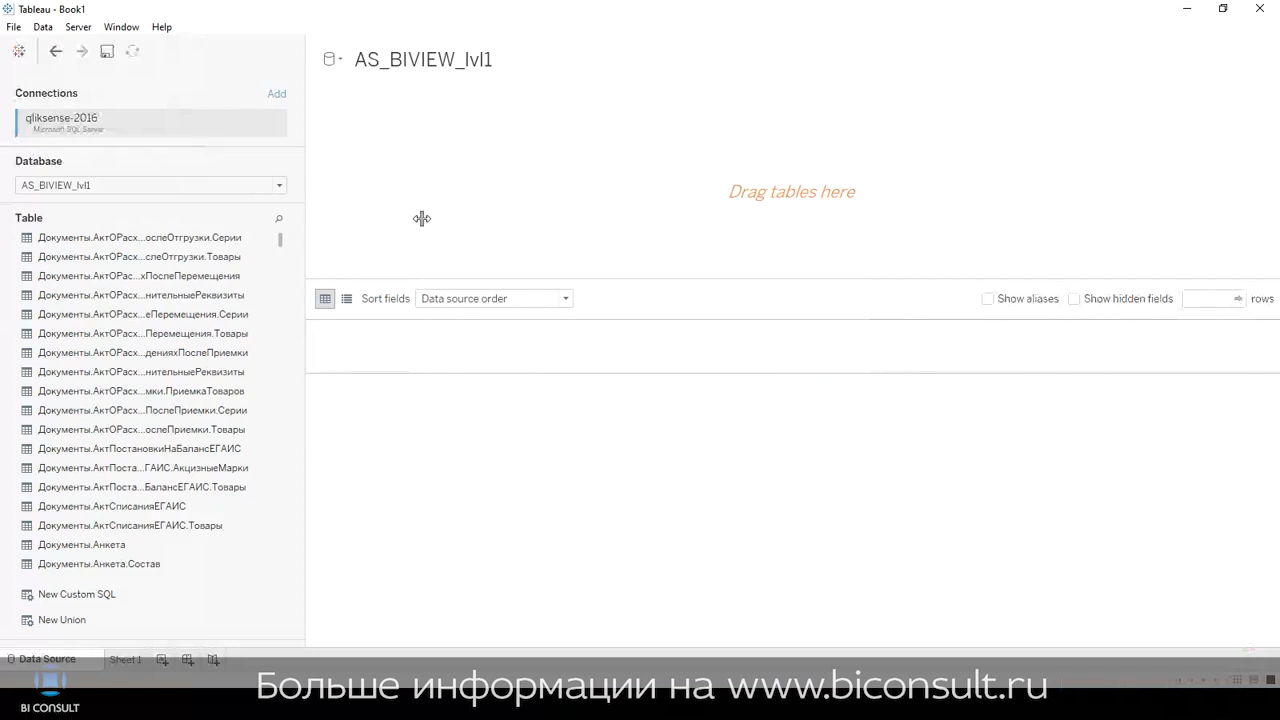 Tableau - Book1
File Data Server Window Help
Connections Add
qliksense-2016
Microsoft SQL Server
Database
AS_BIVIEW_lvl1
Table
Документы.АктОРасх...ослеОтгрузки.Серии
Документы.АктОРасх...слеОтгрузки.Товары
Документы.АктОРас...хПослеПеремещения
Документы.АктОРасх...нительныеРеквизиты
Документы.АктОРасх...еПеремещения.Серии
Документы.АктОРасх...Перемещения.Товары
Документы.АктОРасх...денияхПослеПриемки
Документы.АктОРасх...нительныеРеквизиты
Документы.АктОРасх...мки.ПриемкаТоваров
Документы.АктОРасх...ПослеПриемки.Серии
Документы.АктОРасх...ослеПриемки.Товары
Документы.АктПостановкиНаБалансЕГАИС
Документы.АктПоста...ГАИС.АкцизныеМарки
Документы.АктПоста...БалансЕГАИС.Товары
Документы.АктСписанияЕГАИС
Документы.АктСписанияЕГАИС.Товары
Документы.Анкета
Документы.Анкета.Состав
New Custom SQL
New Union
AS_BIVIEW_lvl1
Drag tables here
Sort fields Data source order Show aliases Show hidden fields rows
Data Source Sheet 1
Больше информации на www.biconsult.ru
BI CONSULT